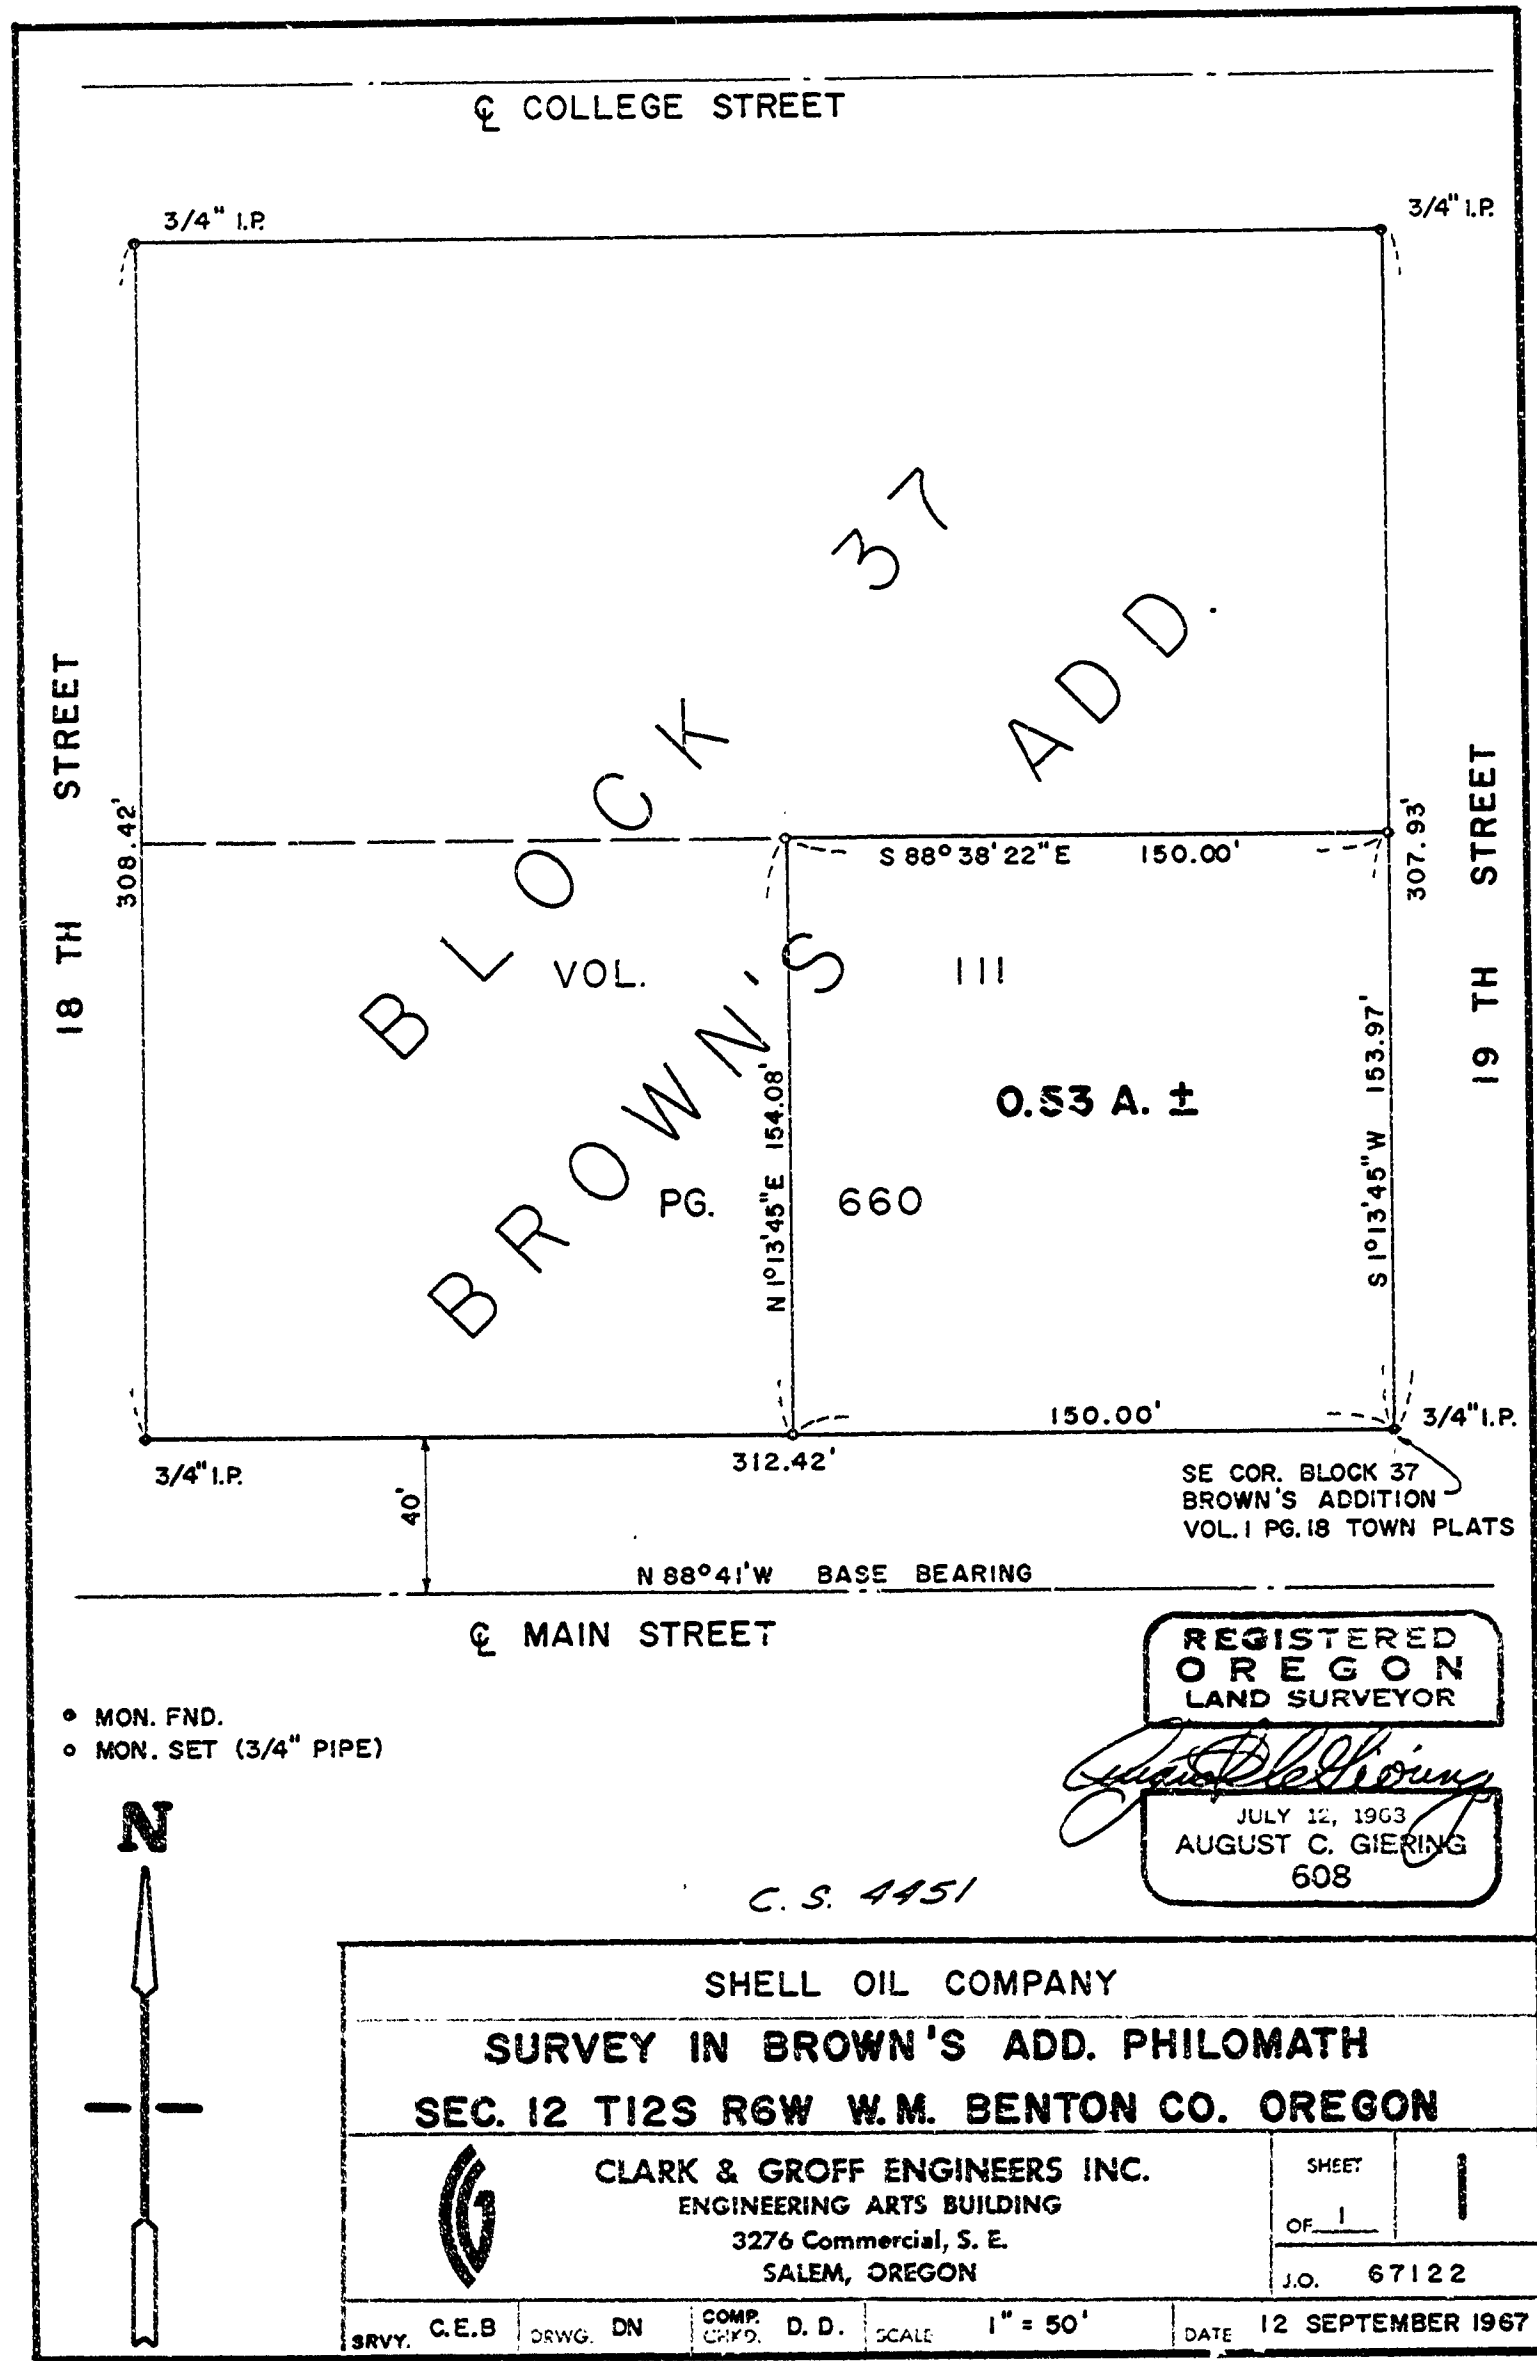 ℄ COLLEGE STREET
3/4" I.P.
3/4" I.P.
BLOCK 37
BROWN'S ADD.
18 TH STREET
308.42'
S 88° 38' 22" E 150.00'
307.93'
19 TH STREET
VOL. 111
PG. 660
N 1° 13' 45" E 154.08'
0.53 A. ±
S 1° 13' 45" W 153.97'
150.00'
3/4" I.P.
3/4" I.P.
312.42'
40'
SE COR. BLOCK 37
BROWN'S ADDITION
VOL. 1 PG. 18 TOWN PLATS
N 88° 41' W BASE BEARING
℄ MAIN STREET
REGISTERED
OREGON
LAND SURVEYOR
JULY 12, 1963
AUGUST C. GIERING
608
MON. FND.
MON. SET (3/4" PIPE)
N
C. S. 4451
SHELL OIL COMPANY
SURVEY IN BROWN'S ADD. PHILOMATH
SEC. 12 T12S R6W W.M. BENTON CO. OREGON
CG
CLARK & GROFF ENGINEERS INC.
ENGINEERING ARTS BUILDING
3276 Commercial, S. E.
SALEM, OREGON
SHEET 1
OF 1
J.O. 67122
SRVY. C.E.B
DRWG. DN
COMP. CHK'D. D. D.
SCALE 1" = 50'
DATE 12 SEPTEMBER 1967